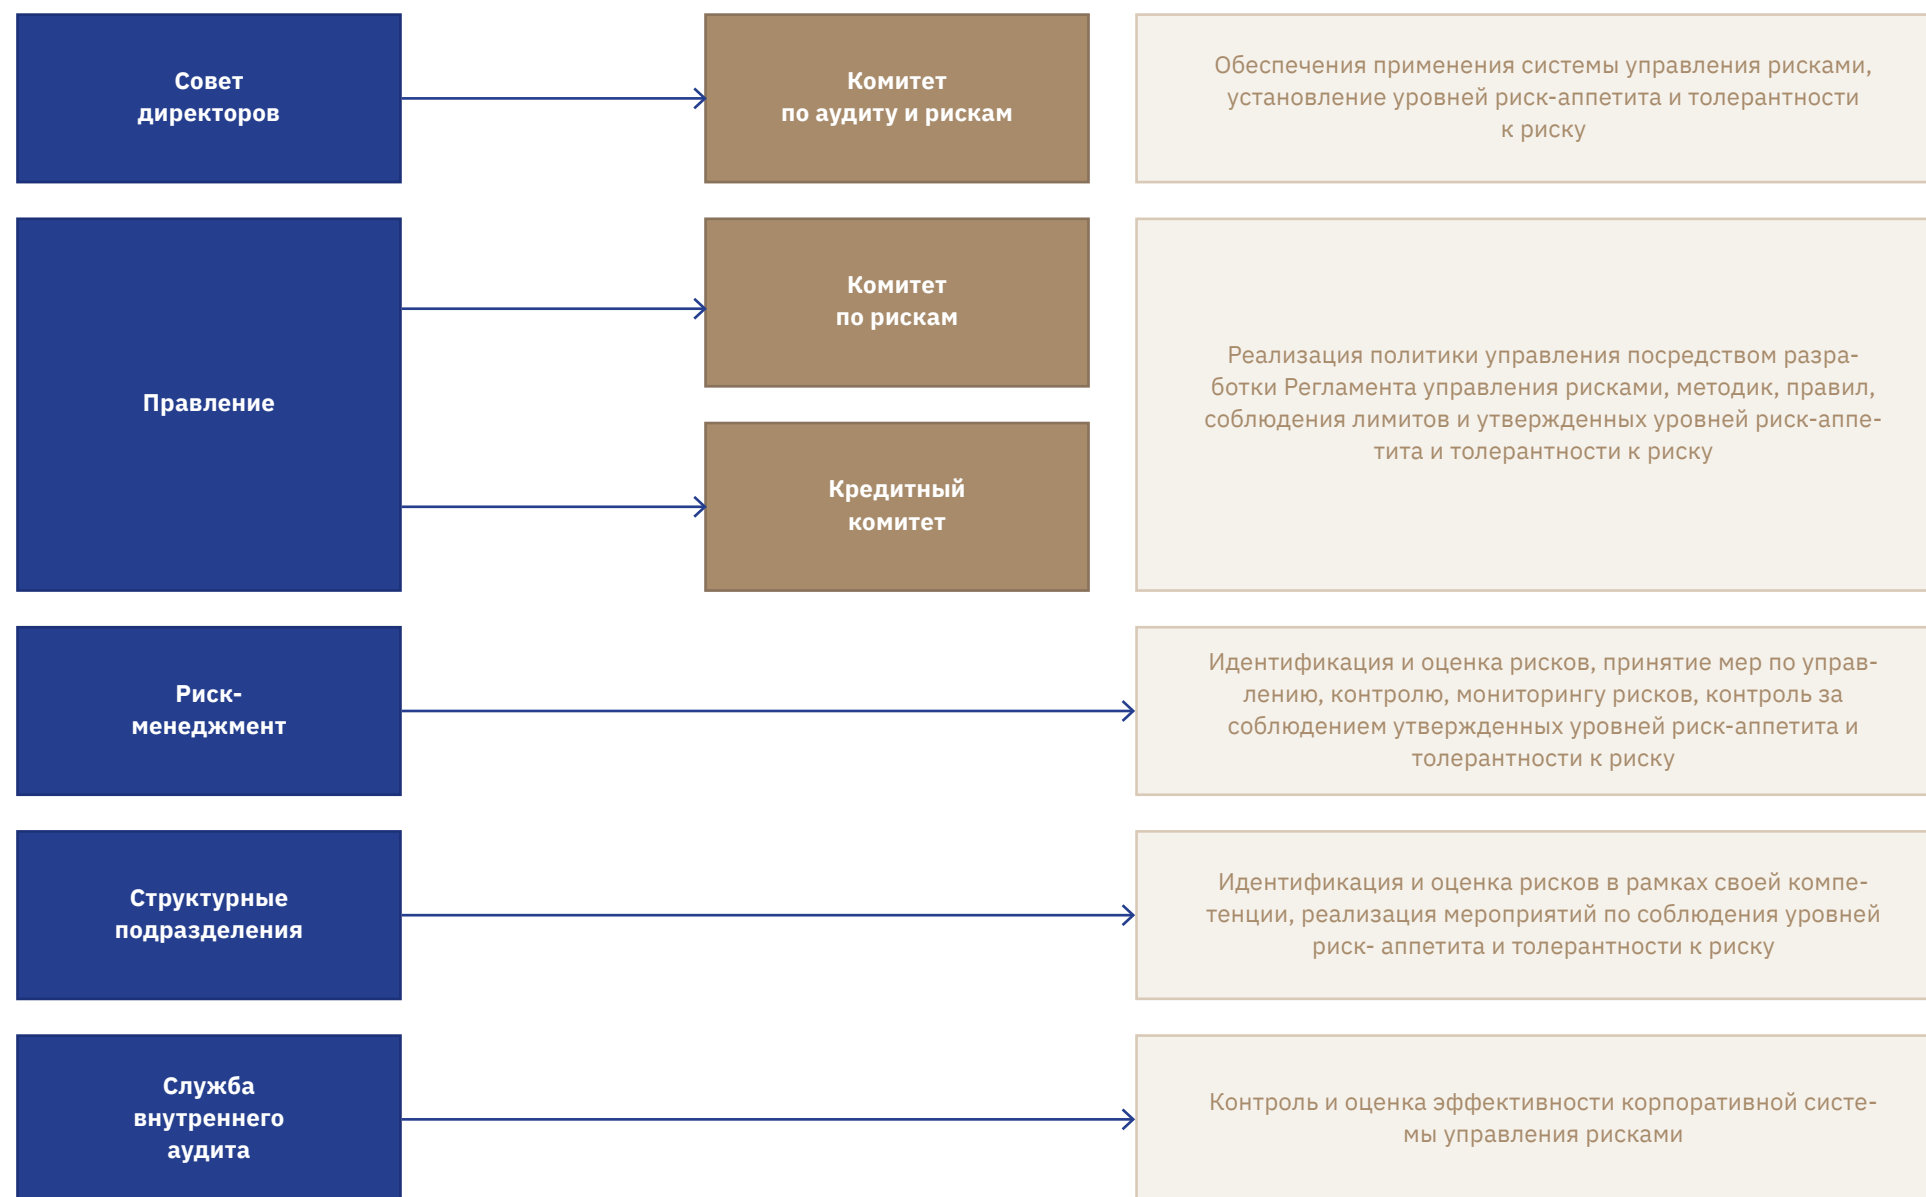 Совет
директоров
Комитет
по аудиту и рискам
Обеспечения применения системы управления рисками,
установление уровней риск-аппетита и толерантности
к риску
Правление
Комитет
по рискам
Кредитный
комитет
Реализация политики управления посредством разра-
ботки Регламента управления рисками, методик, правил,
соблюдения лимитов и утвержденных уровней риск-аппе-
тита и толерантности к риску
Риск-
менеджмент
Идентификация и оценка рисков, принятие мер по управ-
лению, контролю, мониторингу рисков, контроль за
соблюдением утвержденных уровней риск-аппетита и
толерантности к риску
Структурные
подразделения
Идентификация и оценка рисков в рамках своей компе-
тенции, реализация мероприятий по соблюдения уровней
риск- аппетита и толерантности к риску
Служба
внутреннего
аудита
Контроль и оценка эффективности корпоративной систе-
мы управления рисками